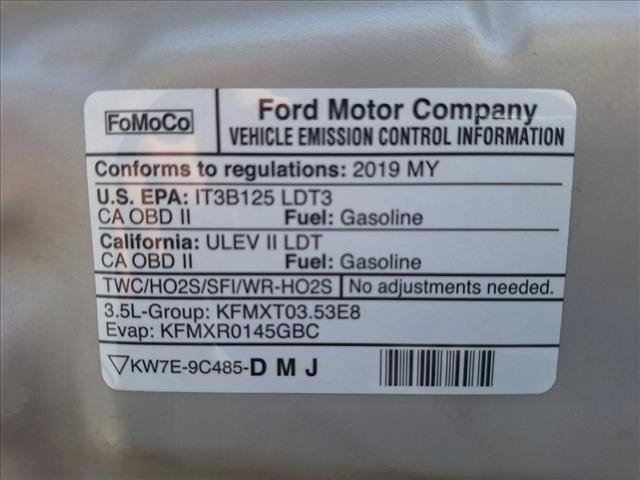 FoMoCo
Ford Motor Company
VEHICLE EMISSION CONTROL INFORMATION
Conforms to regulations: 2019 MY
U.S. EPA: IT3B125 LDT3
CA OBD II Fuel: Gasoline
California: ULEV II LDT
CA OBD II Fuel: Gasoline
TWC/HO2S/SFI/WR-HO2S No adjustments needed.
3.5L-Group: KFMXT03.53E8
Evap: KFMXR0145GBC
KW7E-9C485-D M J